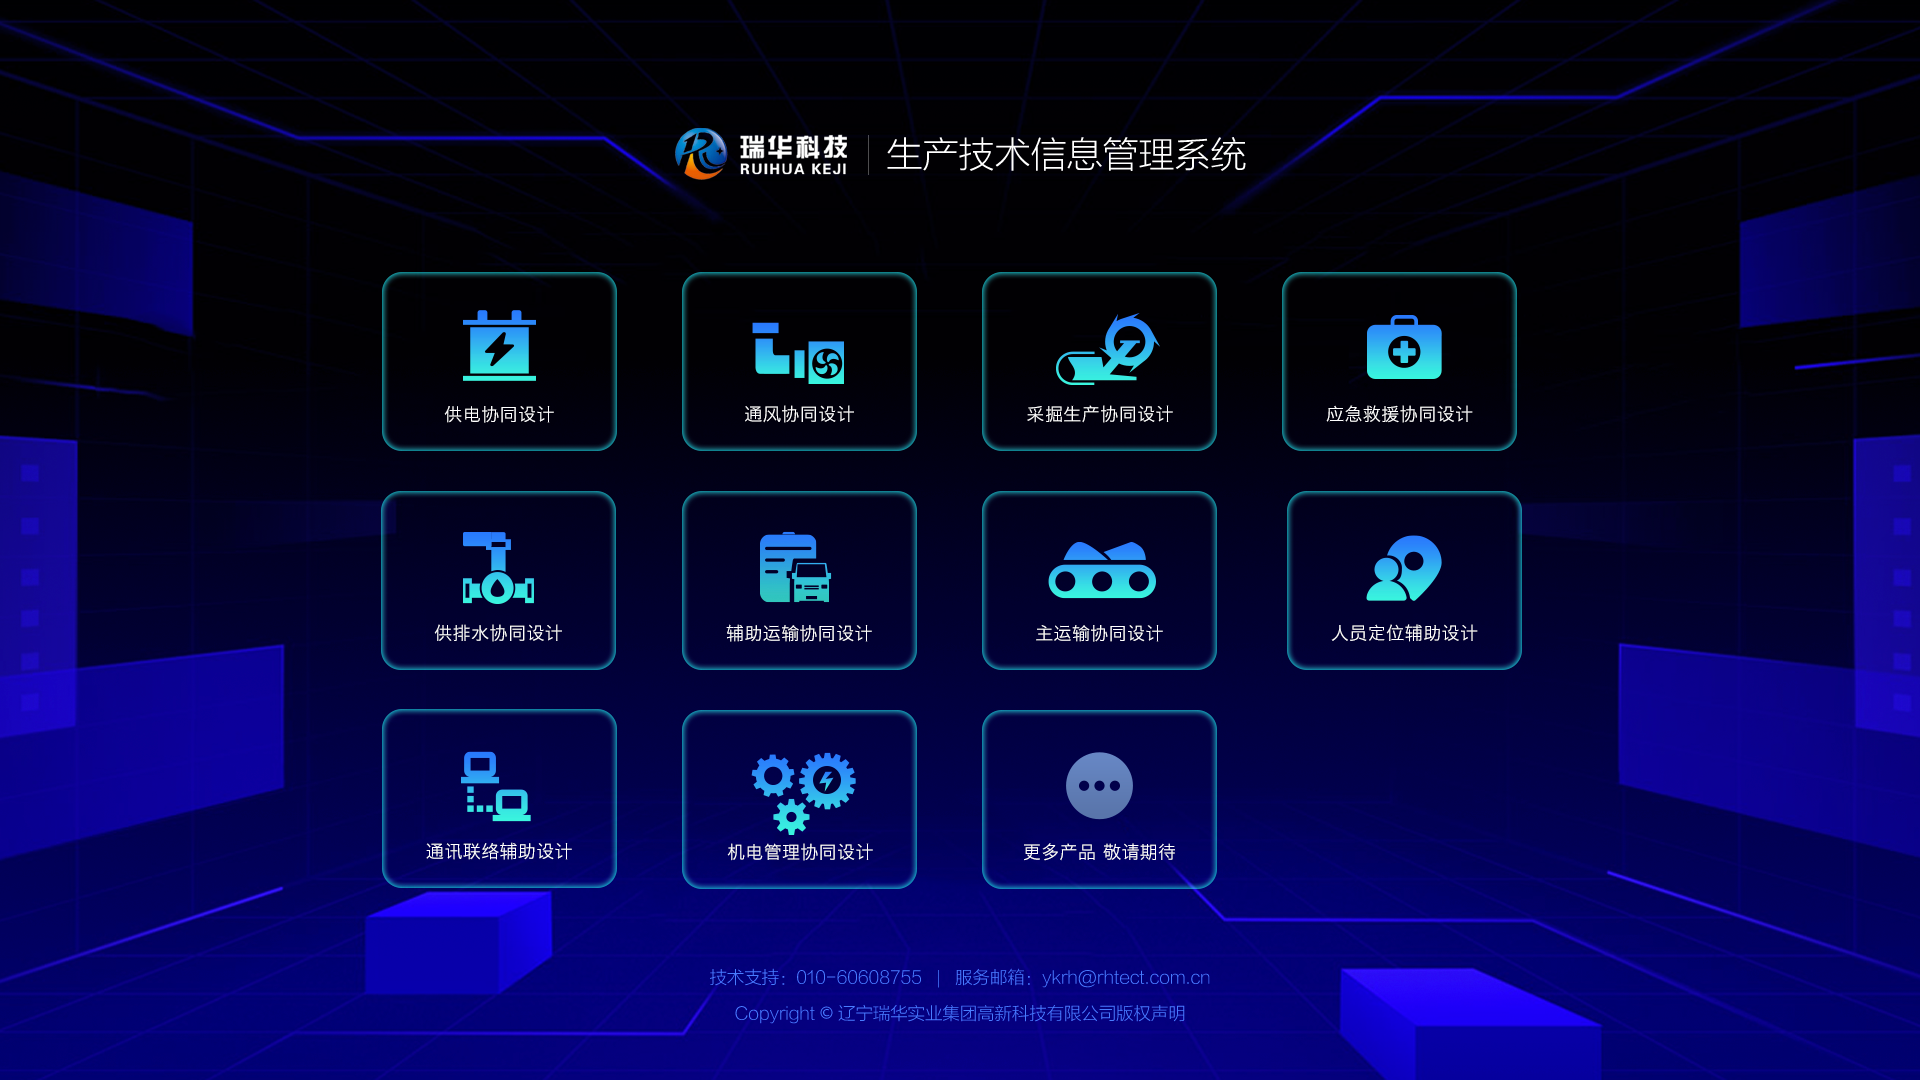 瑞华科技
RUIHUA KEJI
生产技术信息管理系统
供电协同设计
通风协同设计
采掘生产协同设计
应急救援协同设计
供排水协同设计
辅助运输协同设计
主运输协同设计
人员定位辅助设计
通讯联络辅助设计
机电管理协同设计
更多产品 敬请期待
技术支持：010-60608755 | 服务邮箱：ykrh@rhtect.com.cn
Copyright © 辽宁瑞华实业集团高新科技有限公司版权声明